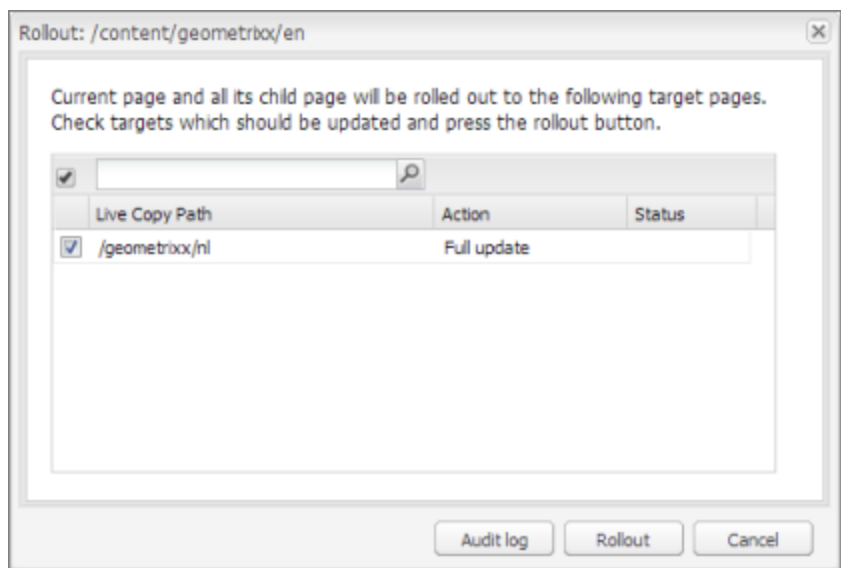 Rollout: /content/geometrixx/en
Current page and all its child page will be rolled out to the following target pages.
Check targets which should be updated and press the rollout button.
Live Copy Path Action Status
/geometrixx/nl Full update
Audit log Rollout Cancel